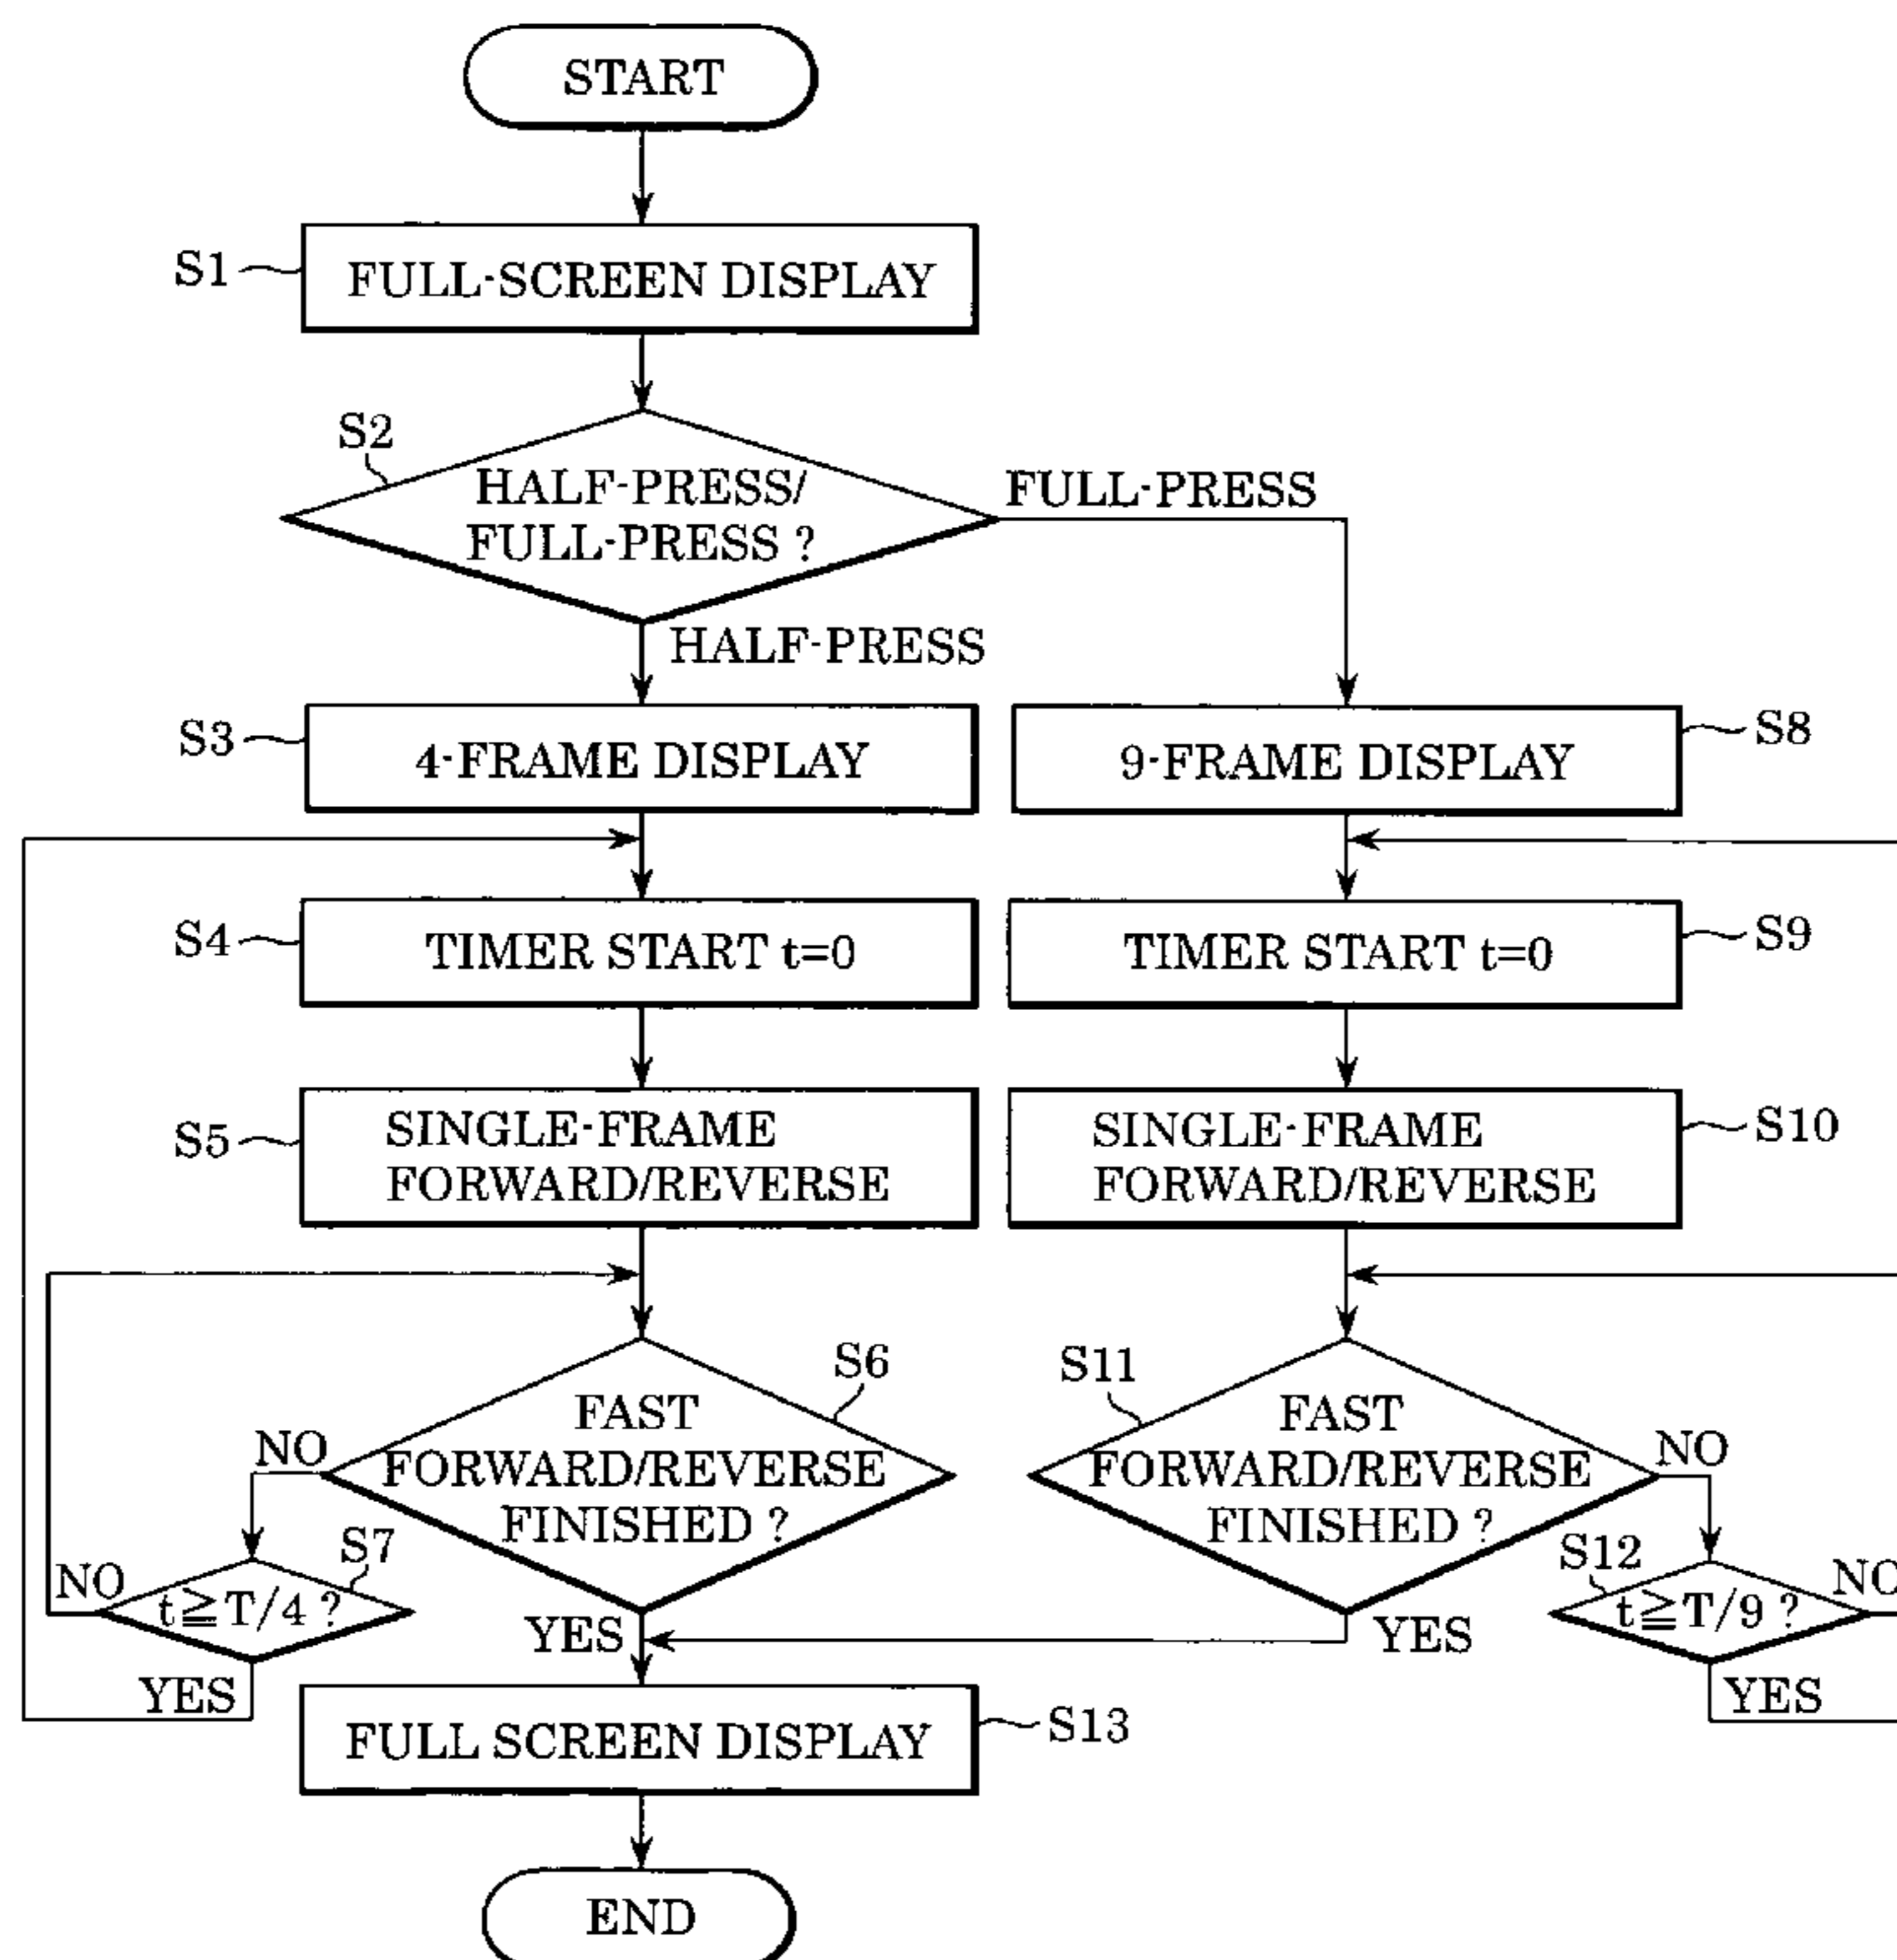 START
S1
FULL-SCREEN DISPLAY
S2
HALF-PRESS/
FULL-PRESS ?
FULL-PRESS
HALF-PRESS
S3
4-FRAME DISPLAY
9-FRAME DISPLAY
S8
S4
TIMER START t=0
TIMER START t=0
S9
S5
SINGLE-FRAME
FORWARD/REVERSE
SINGLE-FRAME
FORWARD/REVERSE
S10
S6
FAST
FORWARD/REVERSE
FINISHED ?
NO
S11
FAST
FORWARD/REVERSE
FINISHED ?
NO
S7
NO
t≧T/4 ?
YES
YES
YES
S12
t≧T/9 ?
NO
YES
FULL SCREEN DISPLAY
S13
END